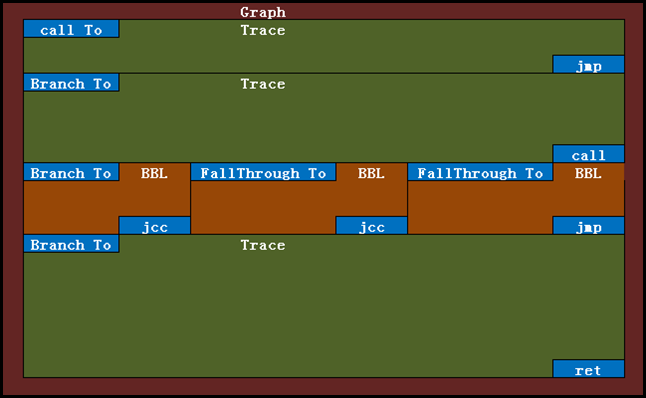 Graph
call To Trace
jmp
Branch To Trace
call
Branch To BBL FallThrough To BBL FallThrough To BBL
jcc jcc jmp
Branch To Trace
ret